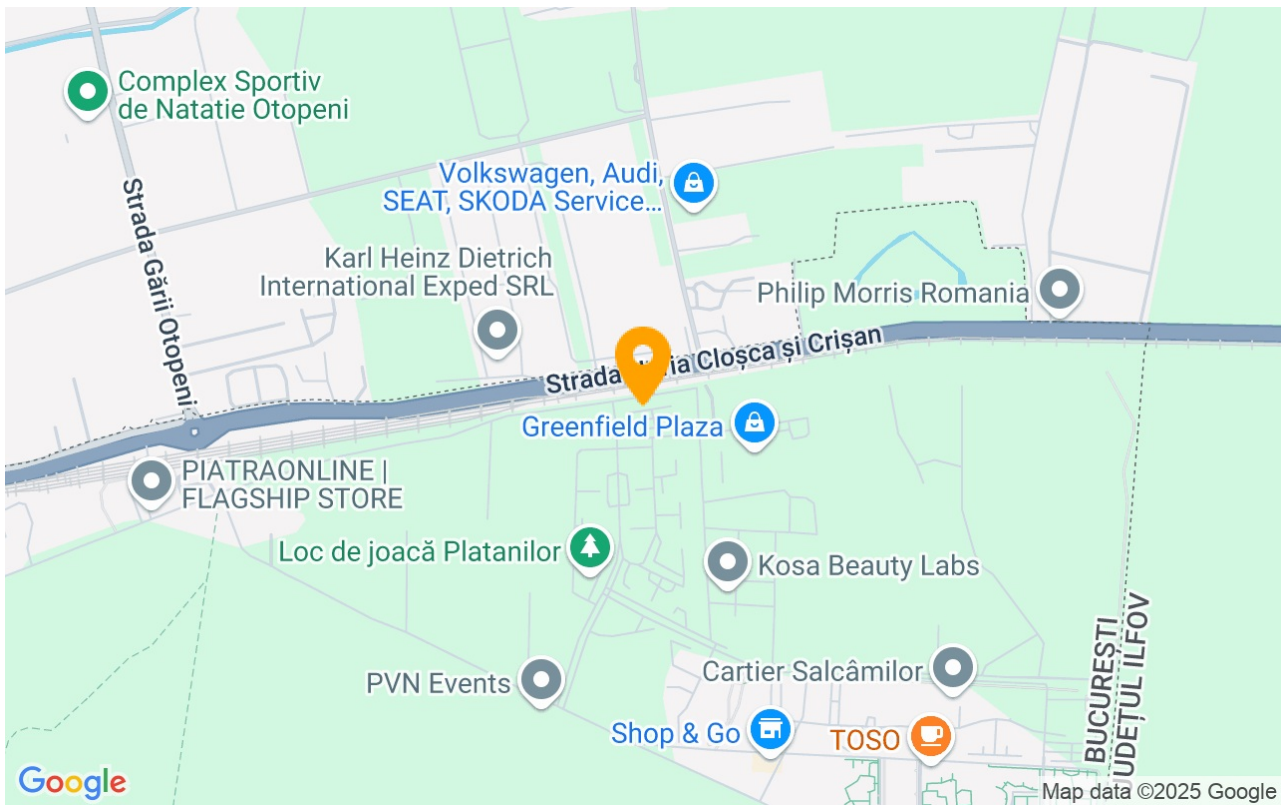 Complex Sportiv
de Natatie Otopeni
Volkswagen, Audi,
SEAT, SKODA Service...
Strada Gării Otopeni
Karl Heinz Dietrich
International Exped SRL
Philip Morris Romania
Strada ria Cloșca și Crișan
Greenfield Plaza
PIATRAONLINE |
FLAGSHIP STORE
Loc de joacă Platanilor
Kosa Beauty Labs
BUCUREȘTI
JUDEȚUL ILFOV
Cartier Salcâmilor
PVN Events
Shop & Go
TOSO
Google
Map data ©2025 Google